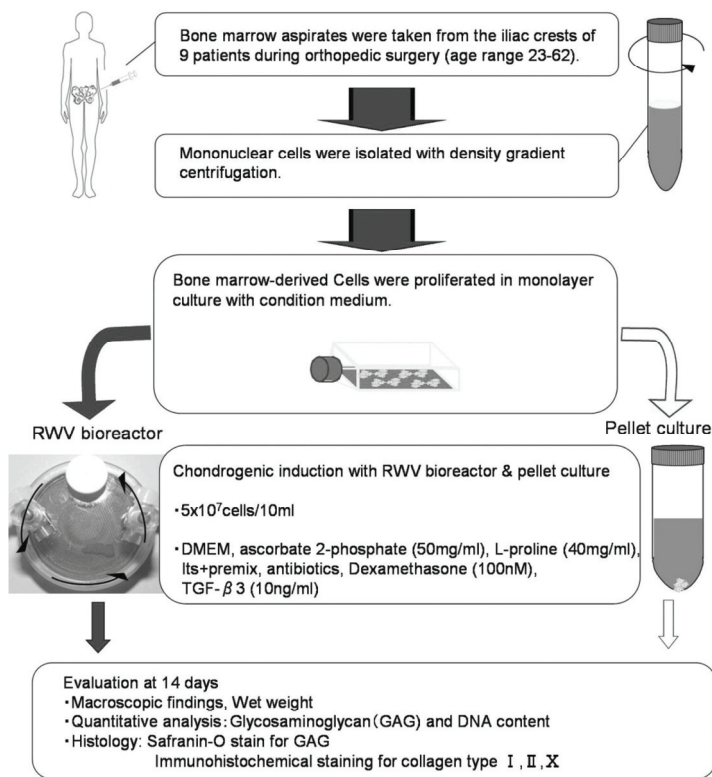 Bone marrow aspirates were taken from the iliac crests of
9 patients during orthopedic surgery (age range 23-62).
Mononuclear cells were isolated with density gradient
centrifugation.
Bone marrow-derived Cells were proliferated in monolayer
culture with condition medium.
RWV bioreactor
Pellet culture
Chondrogenic induction with RWV bioreactor & pellet culture
・5x10⁷cells/10ml
・DMEM, ascorbate 2-phosphate (50mg/ml), L-proline (40mg/ml),
Its+premix, antibiotics, Dexamethasone (100nM),
TGF-β3 (10ng/ml)
Evaluation at 14 days
・Macroscopic findings, Wet weight
・Quantitative analysis: Glycosaminoglycan(GAG) and DNA content
・Histology: Safranin-O stain for GAG
Immunohistochemical staining for collagen type Ⅰ,Ⅱ,Ⅹ